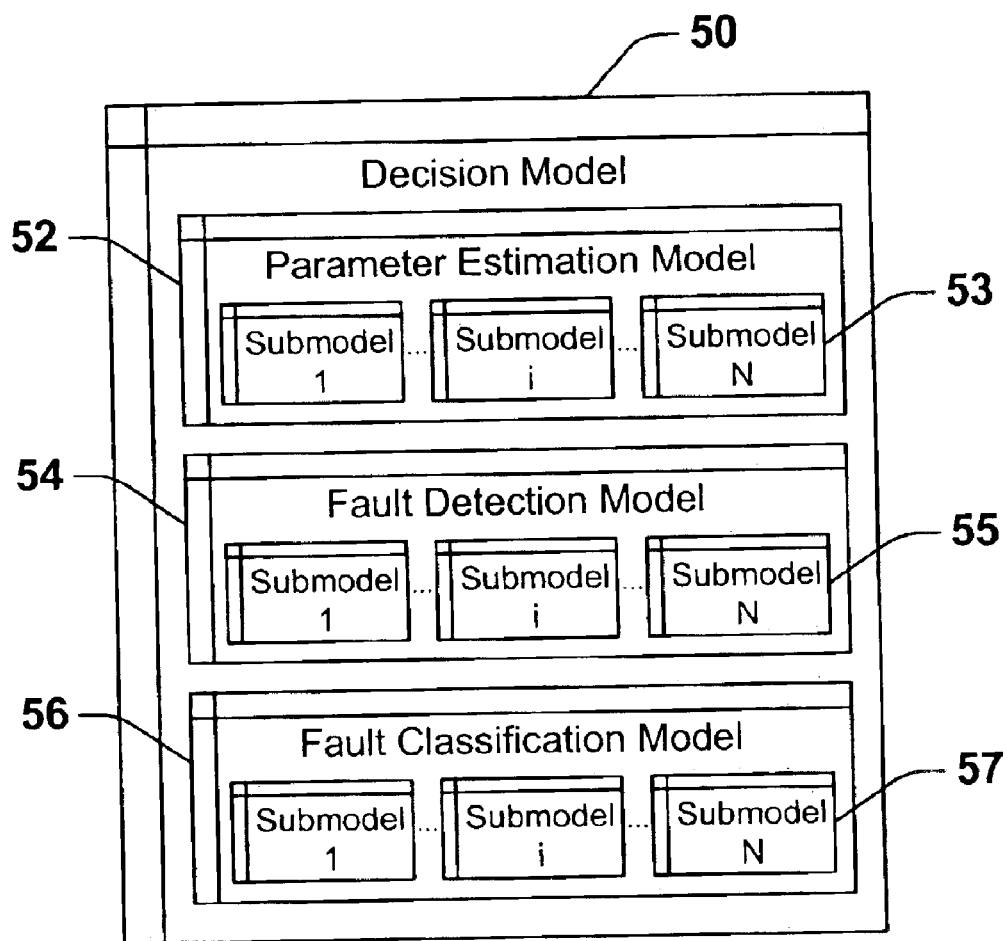 50
Decision Model
52
Parameter Estimation Model
53
Submodel ... Submodel ... Submodel
1 i N
54
Fault Detection Model
55
Submodel ... Submodel ... Submodel
1 i N
56
Fault Classification Model
57
Submodel ... Submodel ... Submodel
1 i N